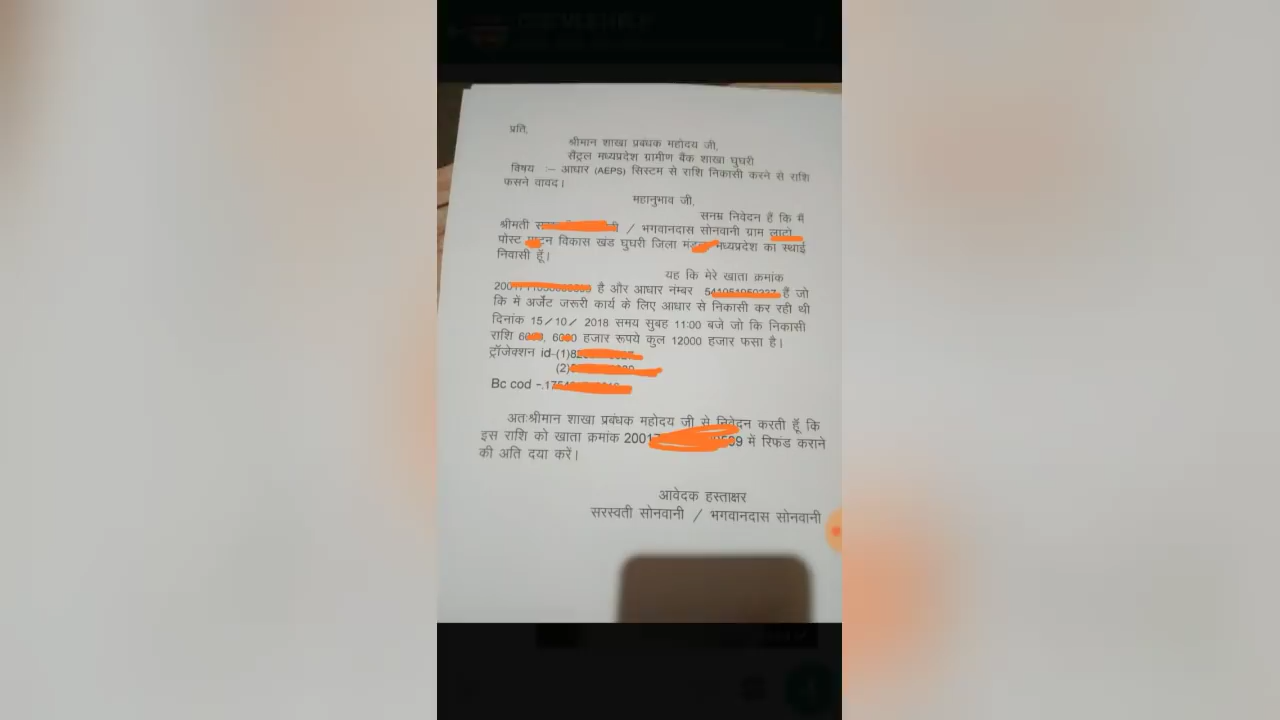 प्रति,
श्रीमान शाखा प्रबंधक महोदय जी,
सेंट्रल मध्यप्रदेश ग्रामीण बैंक शाखा घुघरी
विषय :– आधार (AEPS) सिस्टम से राशि निकासी करने से राशि
फसने वावद।
महानुभाव जी,
सनम्र निवेदन हैं कि मैं
श्रीमती / भगवानदास सोनवानी ग्राम लाटो
पोस्ट विकास खंड घुघरी जिला मध्यप्रदेश का स्थाई
निवासी हूँ।
यह कि मेरे खाता क्रमांक
है और आधार नंम्बर हैं जो
कि में अर्जेट जरूरी कार्य के लिए आधार से निकासी कर रही थी
दिनांक 15/10/ 2018 समय सुबह 11:00 बजे जो कि निकासी
राशि हजार रूपये कुल 12000 हजार फसा है।
ट्रॉजेक्शन id-(1)
(2)
Bc cod -.
अतःश्रीमान शाखा प्रबंधक महोदय जी से निवेदन करती हूँ कि
इस राशि को खाता क्रमांक में रिफंड कराने
की अति दया करें।
आवेदक हस्ताक्षर
सरस्वती सोनवानी / भगवानदास सोनवानी